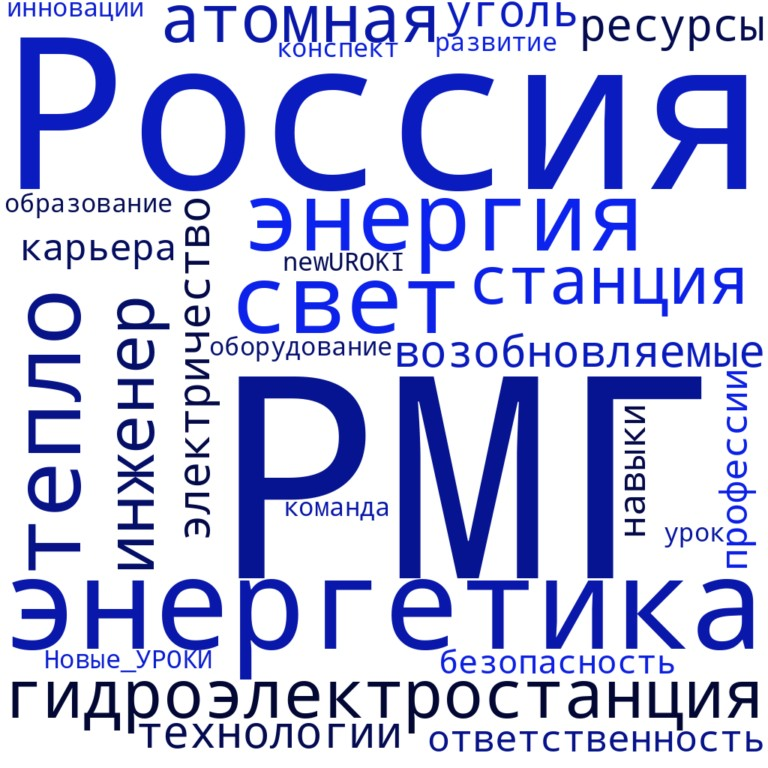 инновации
атомная
уголь
ресурсы
конспект
развитие
Россия
образование
энергия
карьера
электричество
newUROKI
свет
станция
тепло
инженер
оборудование
возобновляемые
РМГ
навыки
профессии
команда
урок
энергетика
Новые_УРОКИ
безопасность
гидроэлектростанция
технологии
ответственность